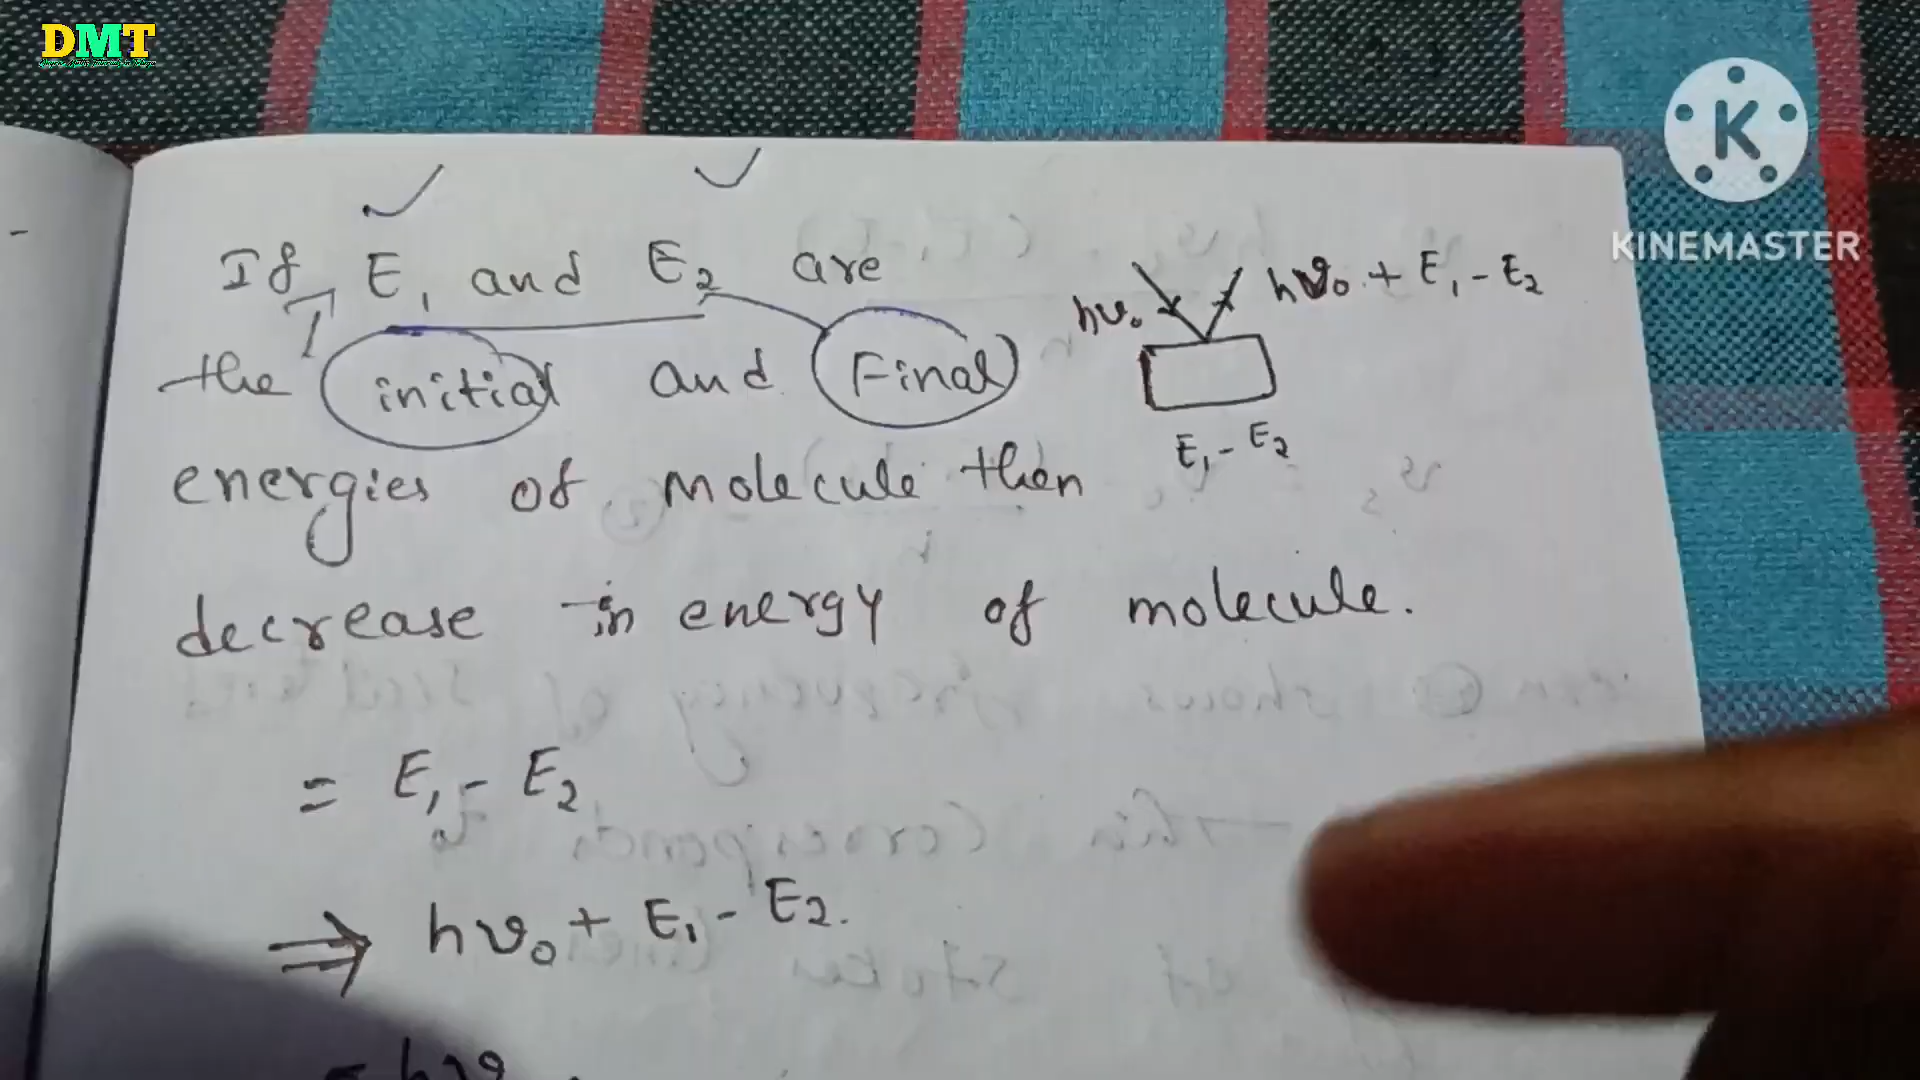 DMT
KINEMASTER
If E₁ and E₂ are
the initial and Final
energies of molecule then
decrease in energy of molecule.
= E₁ - E₂
⇒ hν₀ + E₁ - E₂.
= hν
hν₀
hν₀ + E₁ - E₂
E₁ - E₂